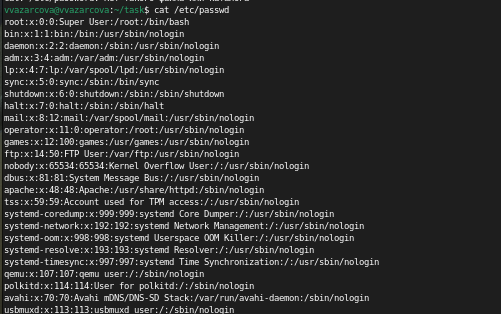 vvazarcova@vvazarcova:~/task$ cat /etc/passwd
root:x:0:0:Super User:/root:/bin/bash
bin:x:1:1:bin:/bin:/usr/sbin/nologin
daemon:x:2:2:daemon:/sbin:/usr/sbin/nologin
adm:x:3:4:adm:/var/adm:/usr/sbin/nologin
lp:x:4:7:lp:/var/spool/lpd:/usr/sbin/nologin
sync:x:5:0:sync:/sbin:/bin/sync
shutdown:x:6:0:shutdown:/sbin:/sbin/shutdown
halt:x:7:0:halt:/sbin:/sbin/halt
mail:x:8:12:mail:/var/spool/mail:/usr/sbin/nologin
operator:x:11:0:operator:/root:/usr/sbin/nologin
games:x:12:100:games:/usr/games:/usr/sbin/nologin
ftp:x:14:50:FTP User:/var/ftp:/usr/sbin/nologin
nobody:x:65534:65534:Kernel Overflow User:/:/usr/sbin/nologin
dbus:x:81:81:System Message Bus:/:/usr/sbin/nologin
apache:x:48:48:Apache:/usr/share/httpd:/sbin/nologin
tss:x:59:59:Account used for TPM access:/:/usr/sbin/nologin
systemd-coredump:x:999:999:systemd Core Dumper:/:/usr/sbin/nologin
systemd-network:x:192:192:systemd Network Management:/:/usr/sbin/nologin
systemd-oom:x:998:998:systemd Userspace OOM Killer:/:/usr/sbin/nologin
systemd-resolve:x:193:193:systemd Resolver:/:/usr/sbin/nologin
systemd-timesync:x:997:997:systemd Time Synchronization:/:/usr/sbin/nologin
qemu:x:107:107:qemu user:/:/sbin/nologin
polkitd:x:114:114:User for polkitd:/:/sbin/nologin
avahi:x:70:70:Avahi mDNS/DNS-SD Stack:/var/run/avahi-daemon:/sbin/nologin
usbmuxd:x:113:113:usbmuxd user:/:/sbin/nologin